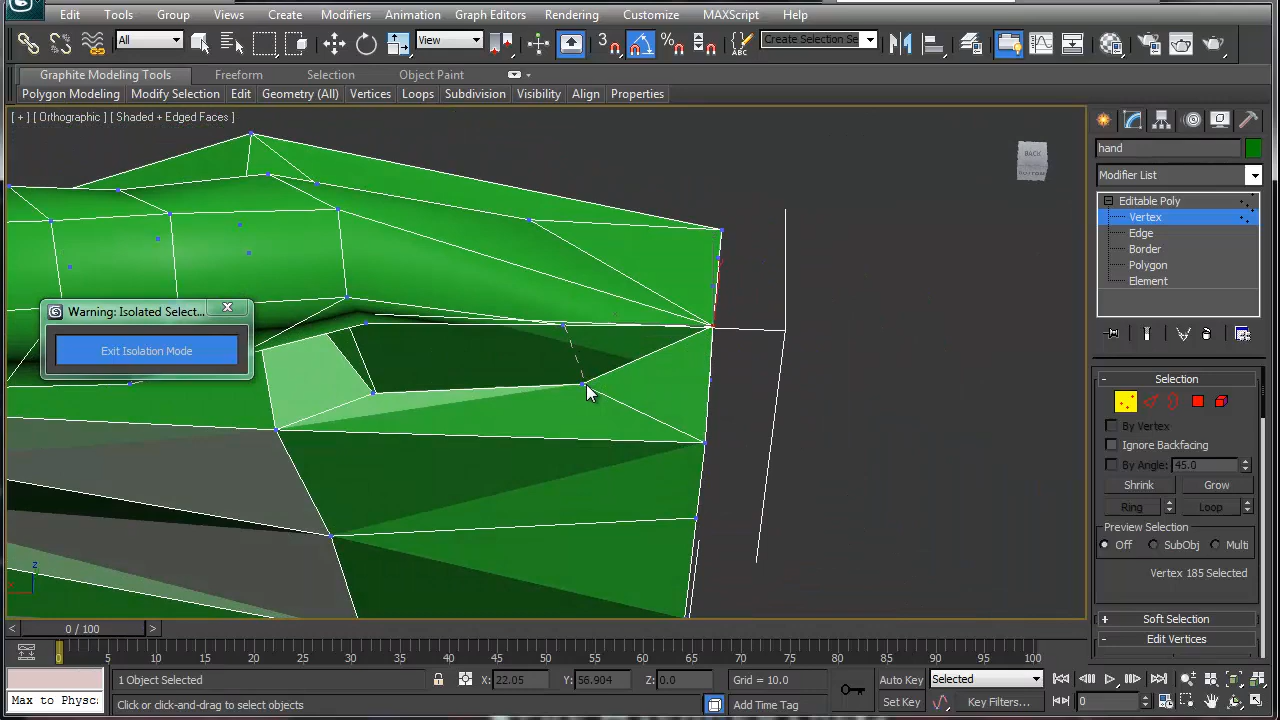 Edit Tools Group Views Create Modifiers Animation Graph Editors Rendering Customize MAXScript Help
All View 3 Create Selection Se
Graphite Modeling Tools Freeform Selection Object Paint
Polygon Modeling Modify Selection Edit Geometry (All) Vertices Loops Subdivision Visibility Align Properties
[ + ] [ Orthographic ] [ Shaded + Edged Faces ]
BACK
BOTTOM
hand
Modifier List
Editable Poly
Vertex
Edge
Border
Polygon
Element
Warning: Isolated Select...
Exit Isolation Mode
Selection
By Vertex
Ignore Backfacing
By Angle: 45.0
Shrink Grow
Ring Loop
Preview Selection
Off SubObj Multi
Vertex 185 Selected
Soft Selection
Edit Vertices
z
x
0 / 100
0 5 10 15 20 25 30 35 40 45 50 55 60 65 70 75 80 85 90 95 100
1 Object Selected X: 22.05 Y: 56.904 Z: 0.0 Grid = 10.0 Auto Key Selected
Max to Physc Click or click-and-drag to select objects Add Time Tag Set Key Key Filters... 0